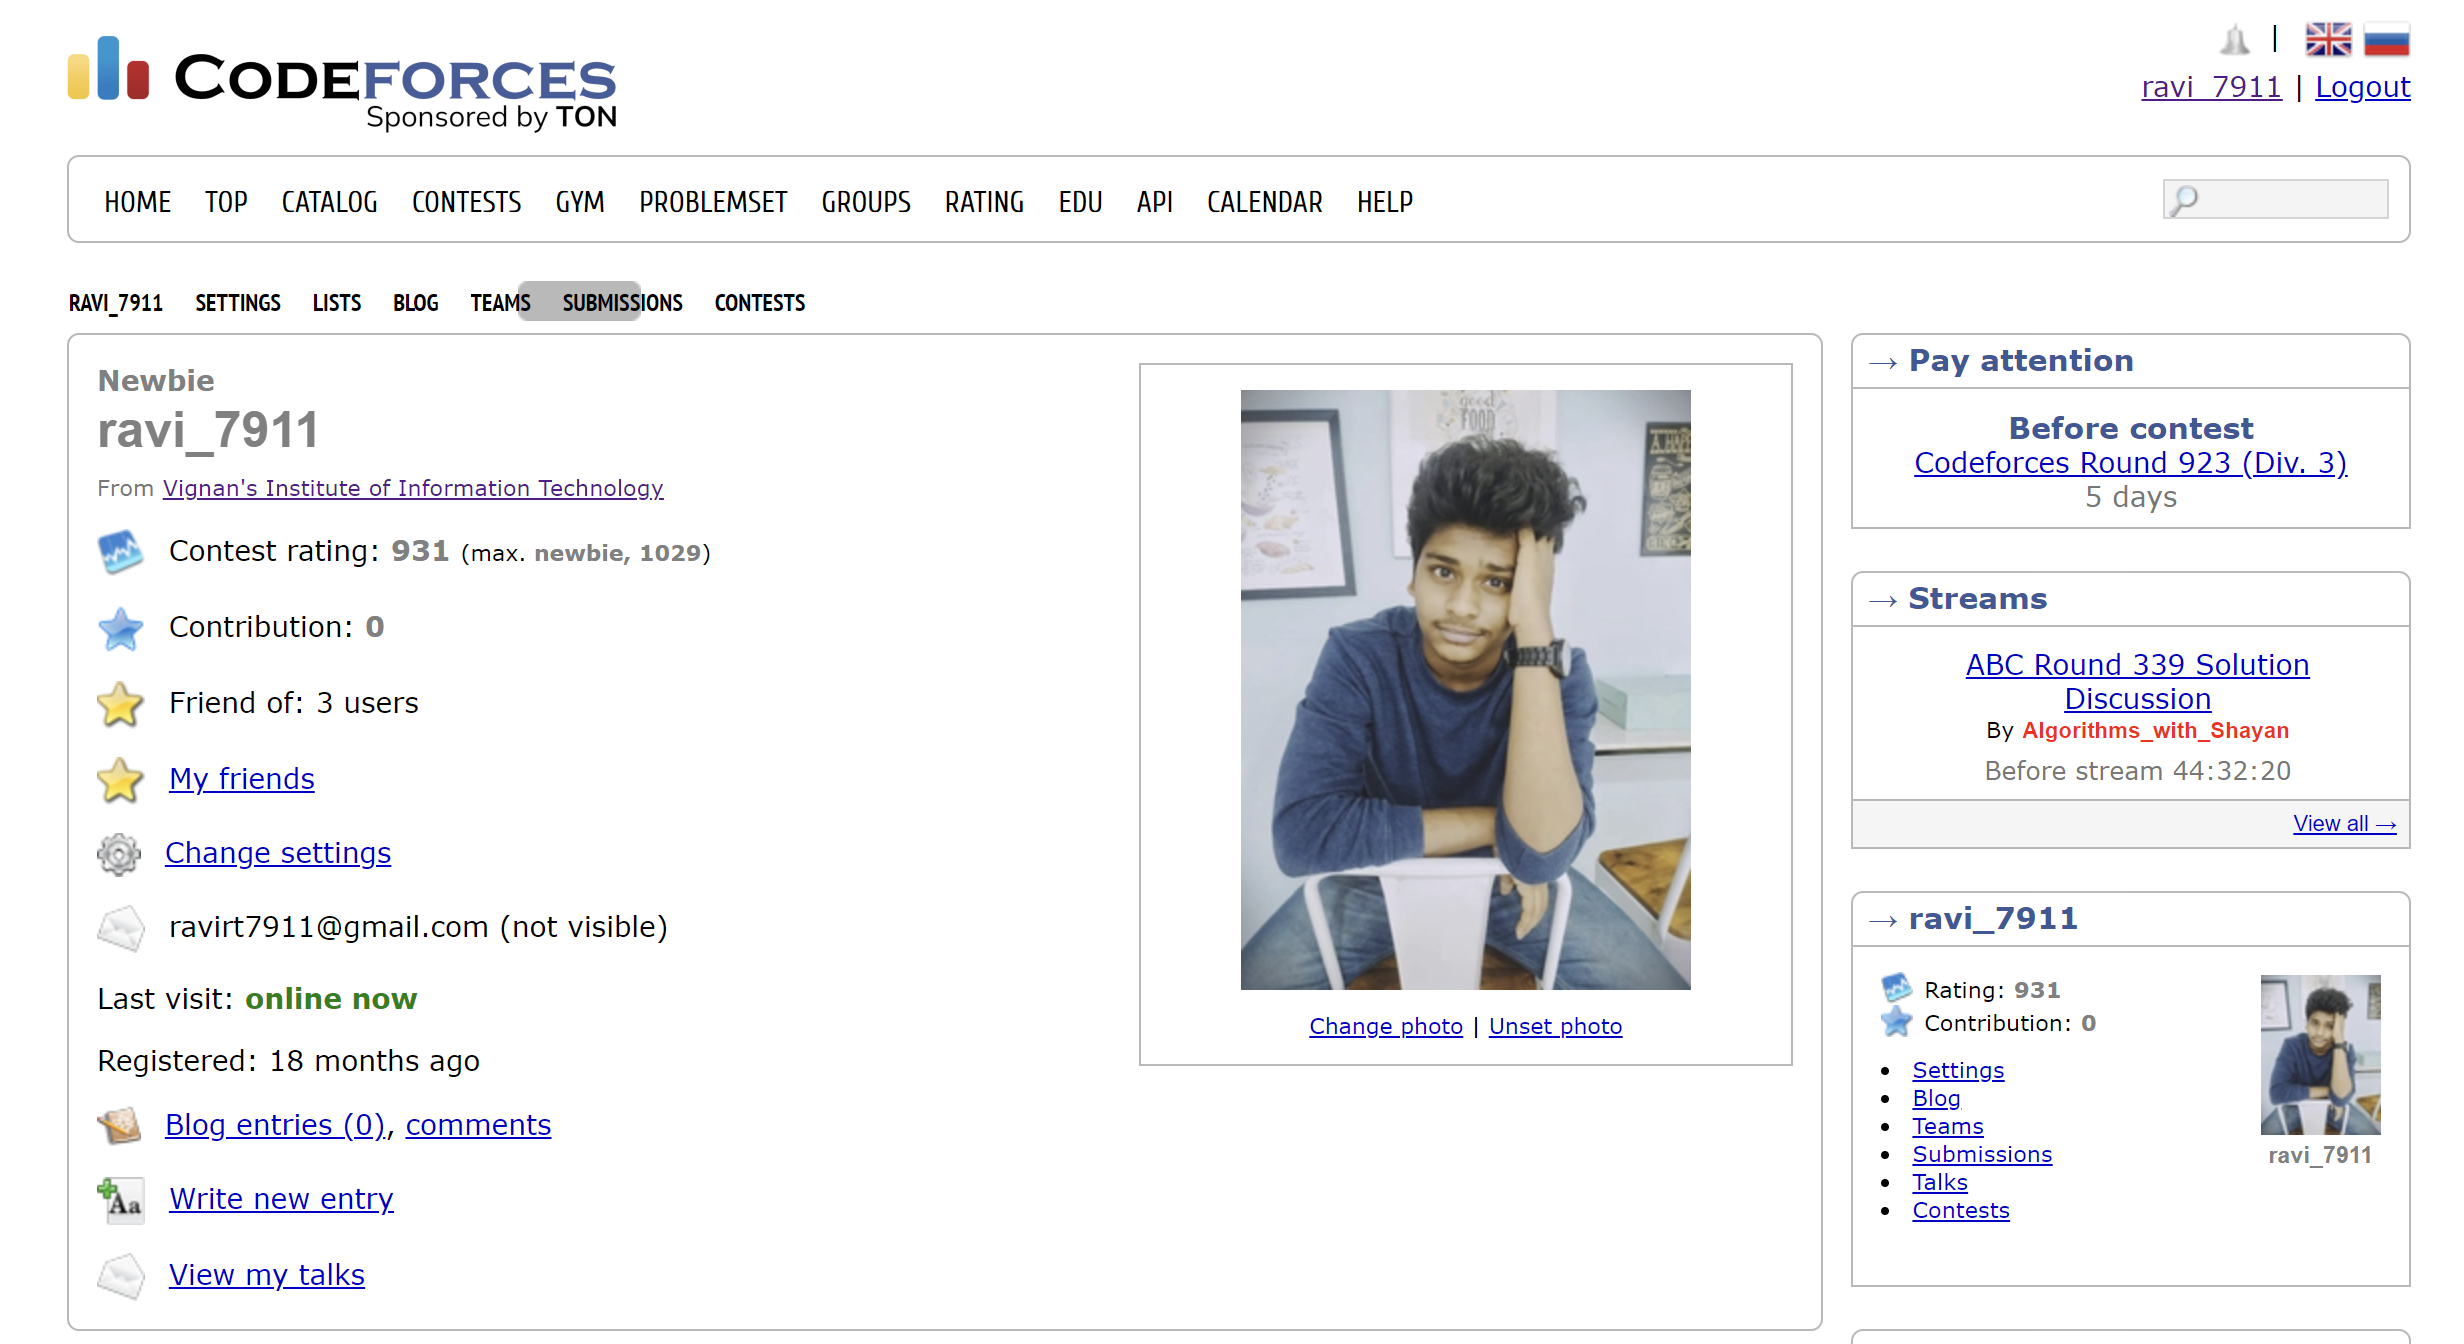 CODEFORCES
Sponsored by TON
|
ravi_7911 | Logout
HOME TOP CATALOG CONTESTS GYM PROBLEMSET GROUPS RATING EDU API CALENDAR HELP
RAVI_7911 SETTINGS LISTS BLOG TEAMS SUBMISSIONS CONTESTS
Newbie
ravi_7911
From Vignan's Institute of Information Technology
Contest rating: 931 (max. newbie, 1029)
Contribution: 0
Friend of: 3 users
My friends
Change settings
ravirt7911@gmail.com (not visible)
Last visit: online now
Registered: 18 months ago
Blog entries (0), comments
Aa
Write new entry
View my talks
good
FOOD
Change photo | Unset photo
→ Pay attention
Before contest
Codeforces Round 923 (Div. 3)
5 days
→ Streams
ABC Round 339 Solution
Discussion
By Algorithms_with_Shayan
Before stream 44:32:20
View all →
→ ravi_7911
Rating: 931
Contribution: 0
• Settings
• Blog
• Teams
• Submissions
• Talks
• Contests
ravi_7911